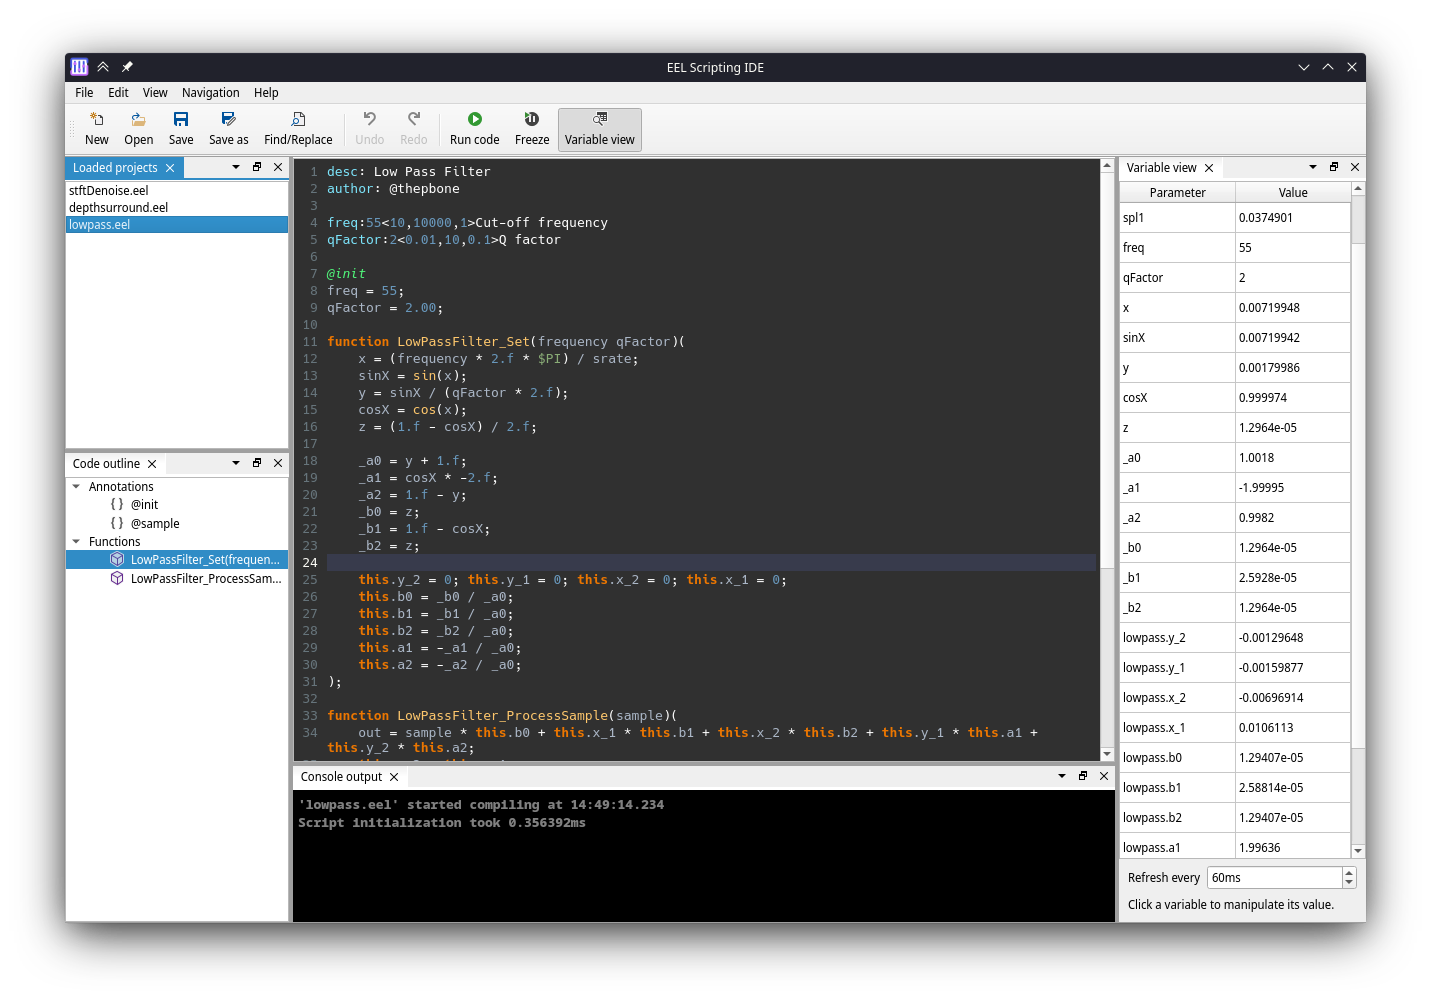 EEL Scripting IDE
File Edit View Navigation Help
New Open Save Save as Find/Replace Undo Redo Run code Freeze Variable view
Loaded projects
stftDenoise.eel
depthsurround.eel
lowpass.eel
Code outline
Annotations
{ } @init
{ } @sample
Functions
LowPassFilter_Set(frequen...
LowPassFilter_ProcessSam...
1 desc: Low Pass Filter
2 author: @thepbone
3
4 freq:55<10,10000,1>Cut-off frequency
5 qFactor:2<0.01,10,0.1>Q factor
6
7 @init
8 freq = 55;
9 qFactor = 2.00;
10
11 function LowPassFilter_Set(frequency qFactor)(
12     x = (frequency * 2.f * $PI) / srate;
13     sinX = sin(x);
14     y = sinX / (qFactor * 2.f);
15     cosX = cos(x);
16     z = (1.f - cosX) / 2.f;
17
18     _a0 = y + 1.f;
19     _a1 = cosX * -2.f;
20     _a2 = 1.f - y;
21     _b0 = z;
22     _b1 = 1.f - cosX;
23     _b2 = z;
24
25     this.y_2 = 0; this.y_1 = 0; this.x_2 = 0; this.x_1 = 0;
26     this.b0 = _b0 / _a0;
27     this.b1 = _b1 / _a0;
28     this.b2 = _b2 / _a0;
29     this.a1 = -_a1 / _a0;
30     this.a2 = -_a2 / _a0;
31 );
32
33 function LowPassFilter_ProcessSample(sample)(
34     out = sample * this.b0 + this.x_1 * this.b1 + this.x_2 * this.b2 + this.y_1 * this.a1 +
this.y_2 * this.a2;
Console output
'lowpass.eel' started compiling at 14:49:14.234
Script initialization took 0.356392ms
Variable view
Parameter Value
spl1 0.0374901
freq 55
qFactor 2
x 0.00719948
sinX 0.00719942
y 0.00179986
cosX 0.999974
z 1.2964e-05
_a0 1.0018
_a1 -1.99995
_a2 0.9982
_b0 1.2964e-05
_b1 2.5928e-05
_b2 1.2964e-05
lowpass.y_2 -0.00129648
lowpass.y_1 -0.00159877
lowpass.x_2 -0.00696914
lowpass.x_1 0.0106113
lowpass.b0 1.29407e-05
lowpass.b1 2.58814e-05
lowpass.b2 1.29407e-05
lowpass.a1 1.99636
Refresh every 60ms
Click a variable to manipulate its value.